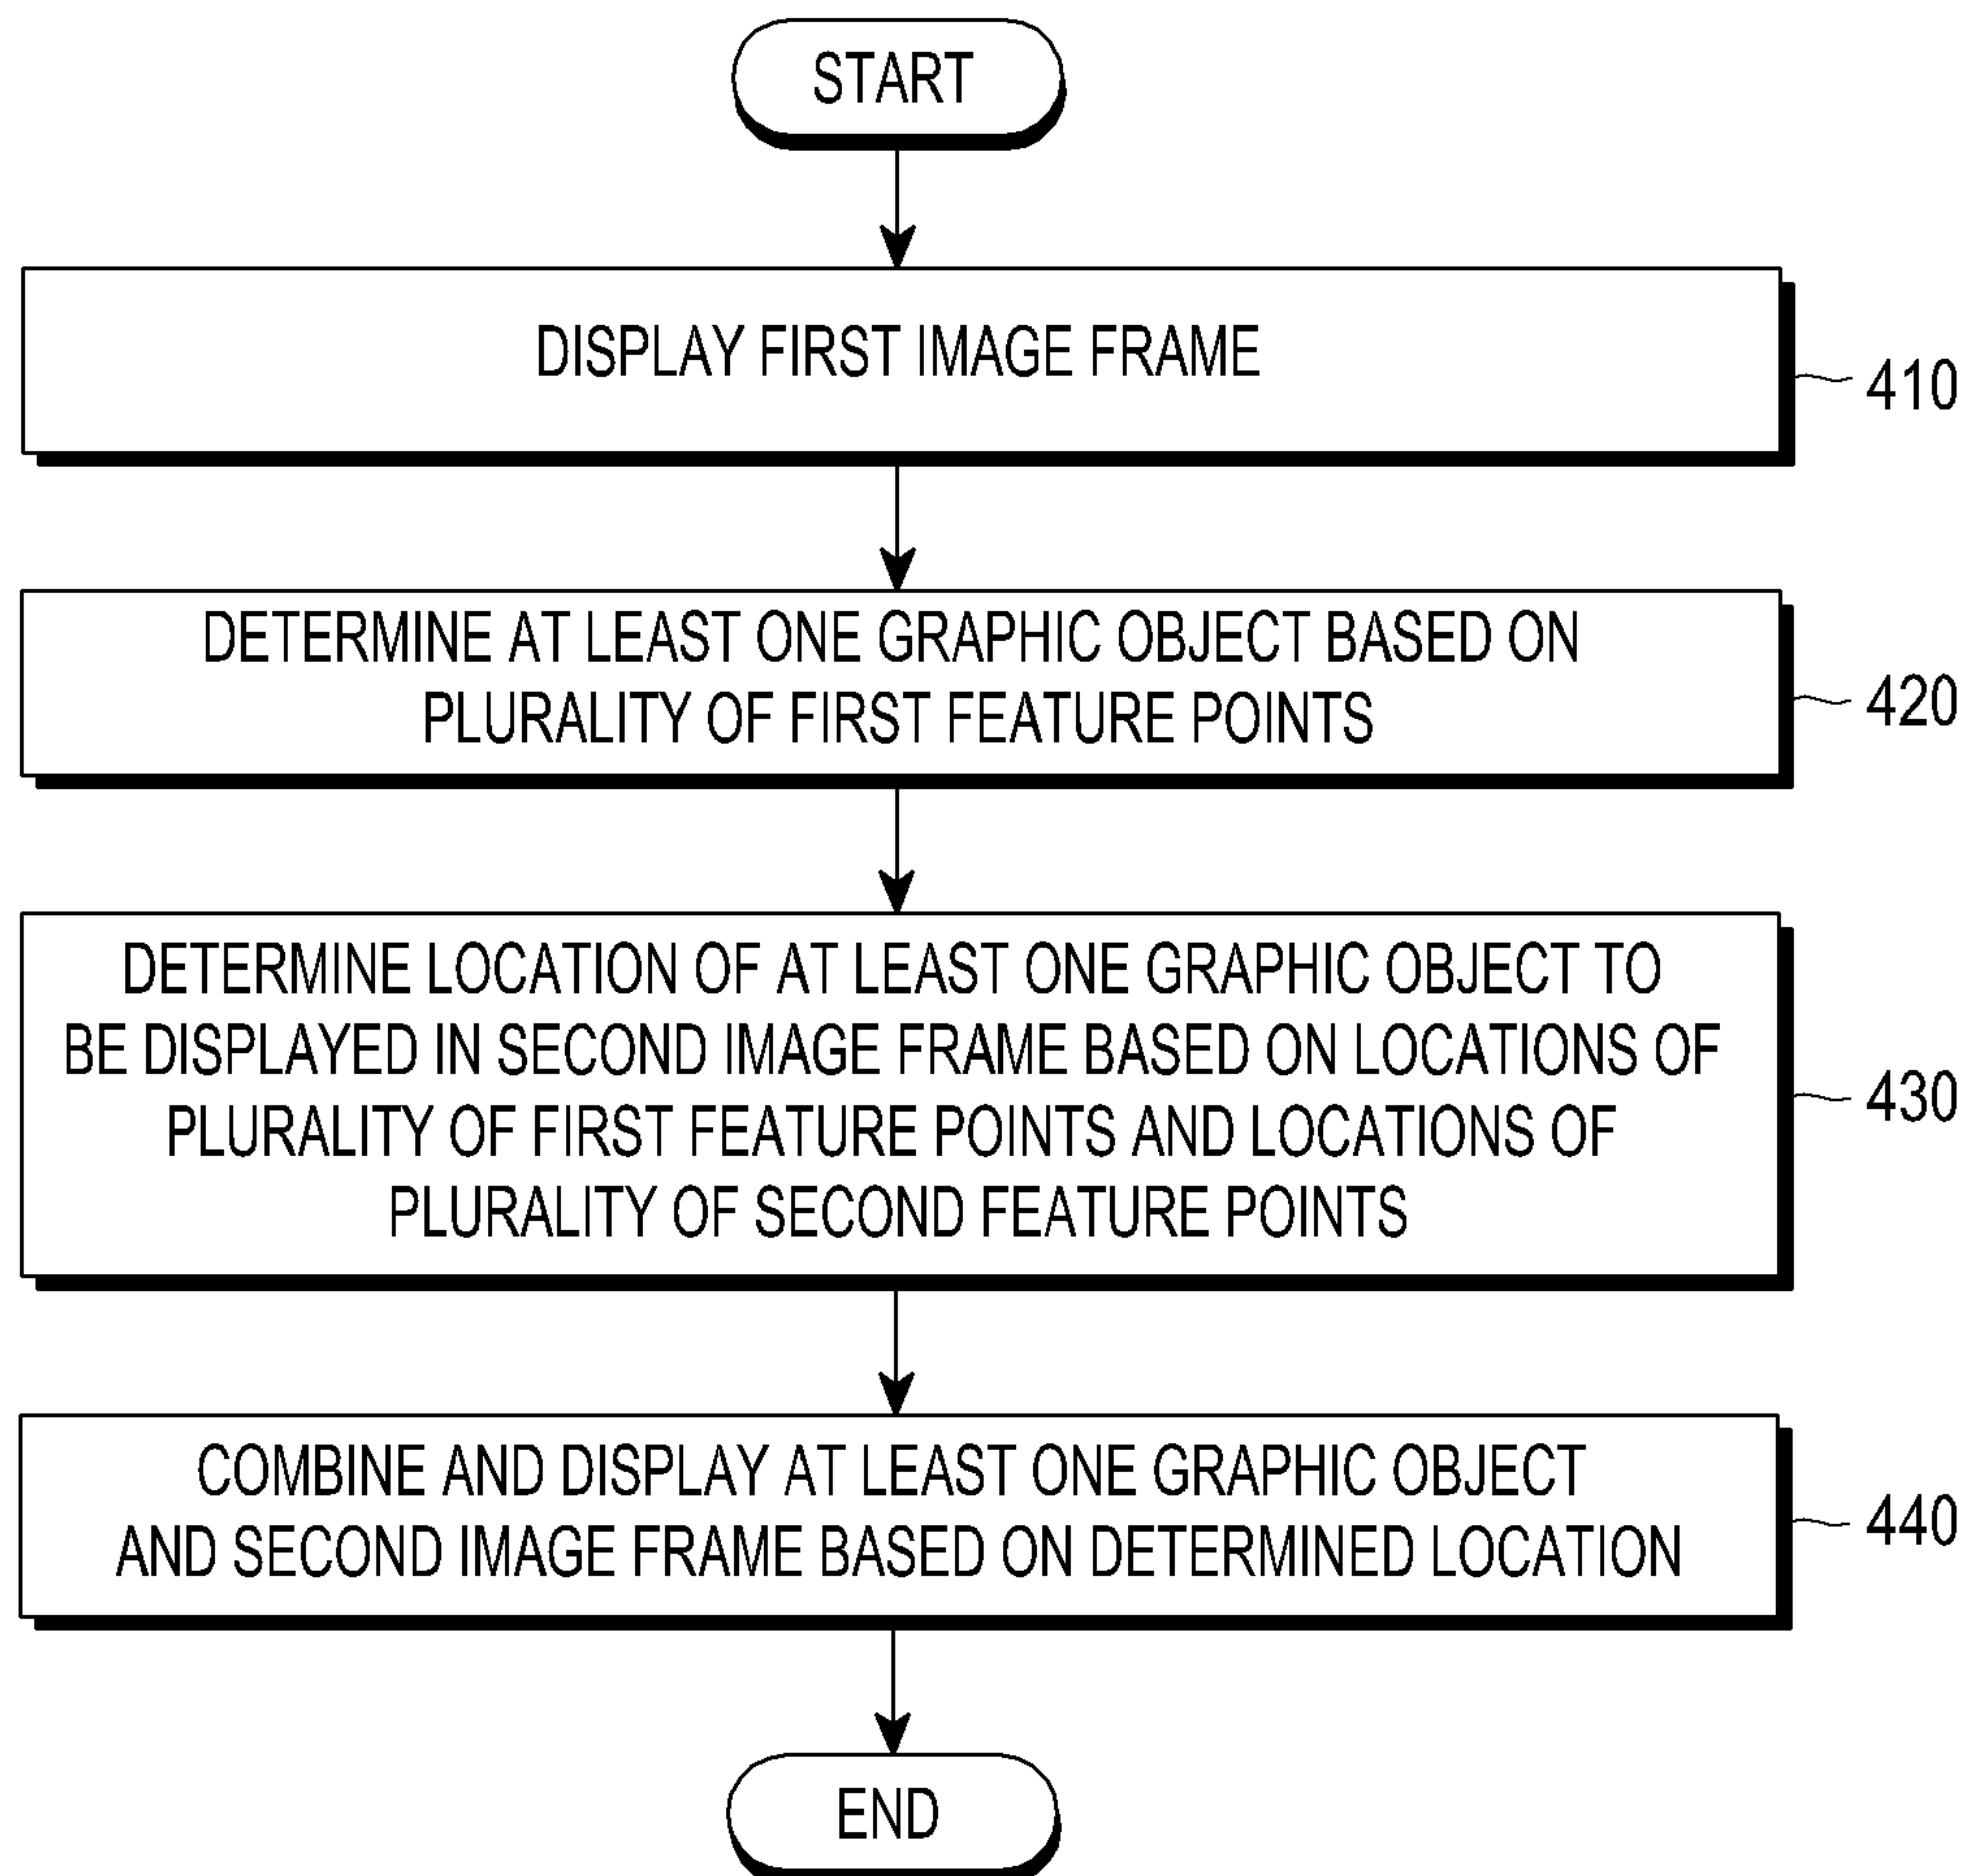 START
DISPLAY FIRST IMAGE FRAME
410
DETERMINE AT LEAST ONE GRAPHIC OBJECT BASED ON
PLURALITY OF FIRST FEATURE POINTS
420
DETERMINE LOCATION OF AT LEAST ONE GRAPHIC OBJECT TO
BE DISPLAYED IN SECOND IMAGE FRAME BASED ON LOCATIONS OF
PLURALITY OF FIRST FEATURE POINTS AND LOCATIONS OF
PLURALITY OF SECOND FEATURE POINTS
430
COMBINE AND DISPLAY AT LEAST ONE GRAPHIC OBJECT
AND SECOND IMAGE FRAME BASED ON DETERMINED LOCATION
440
END